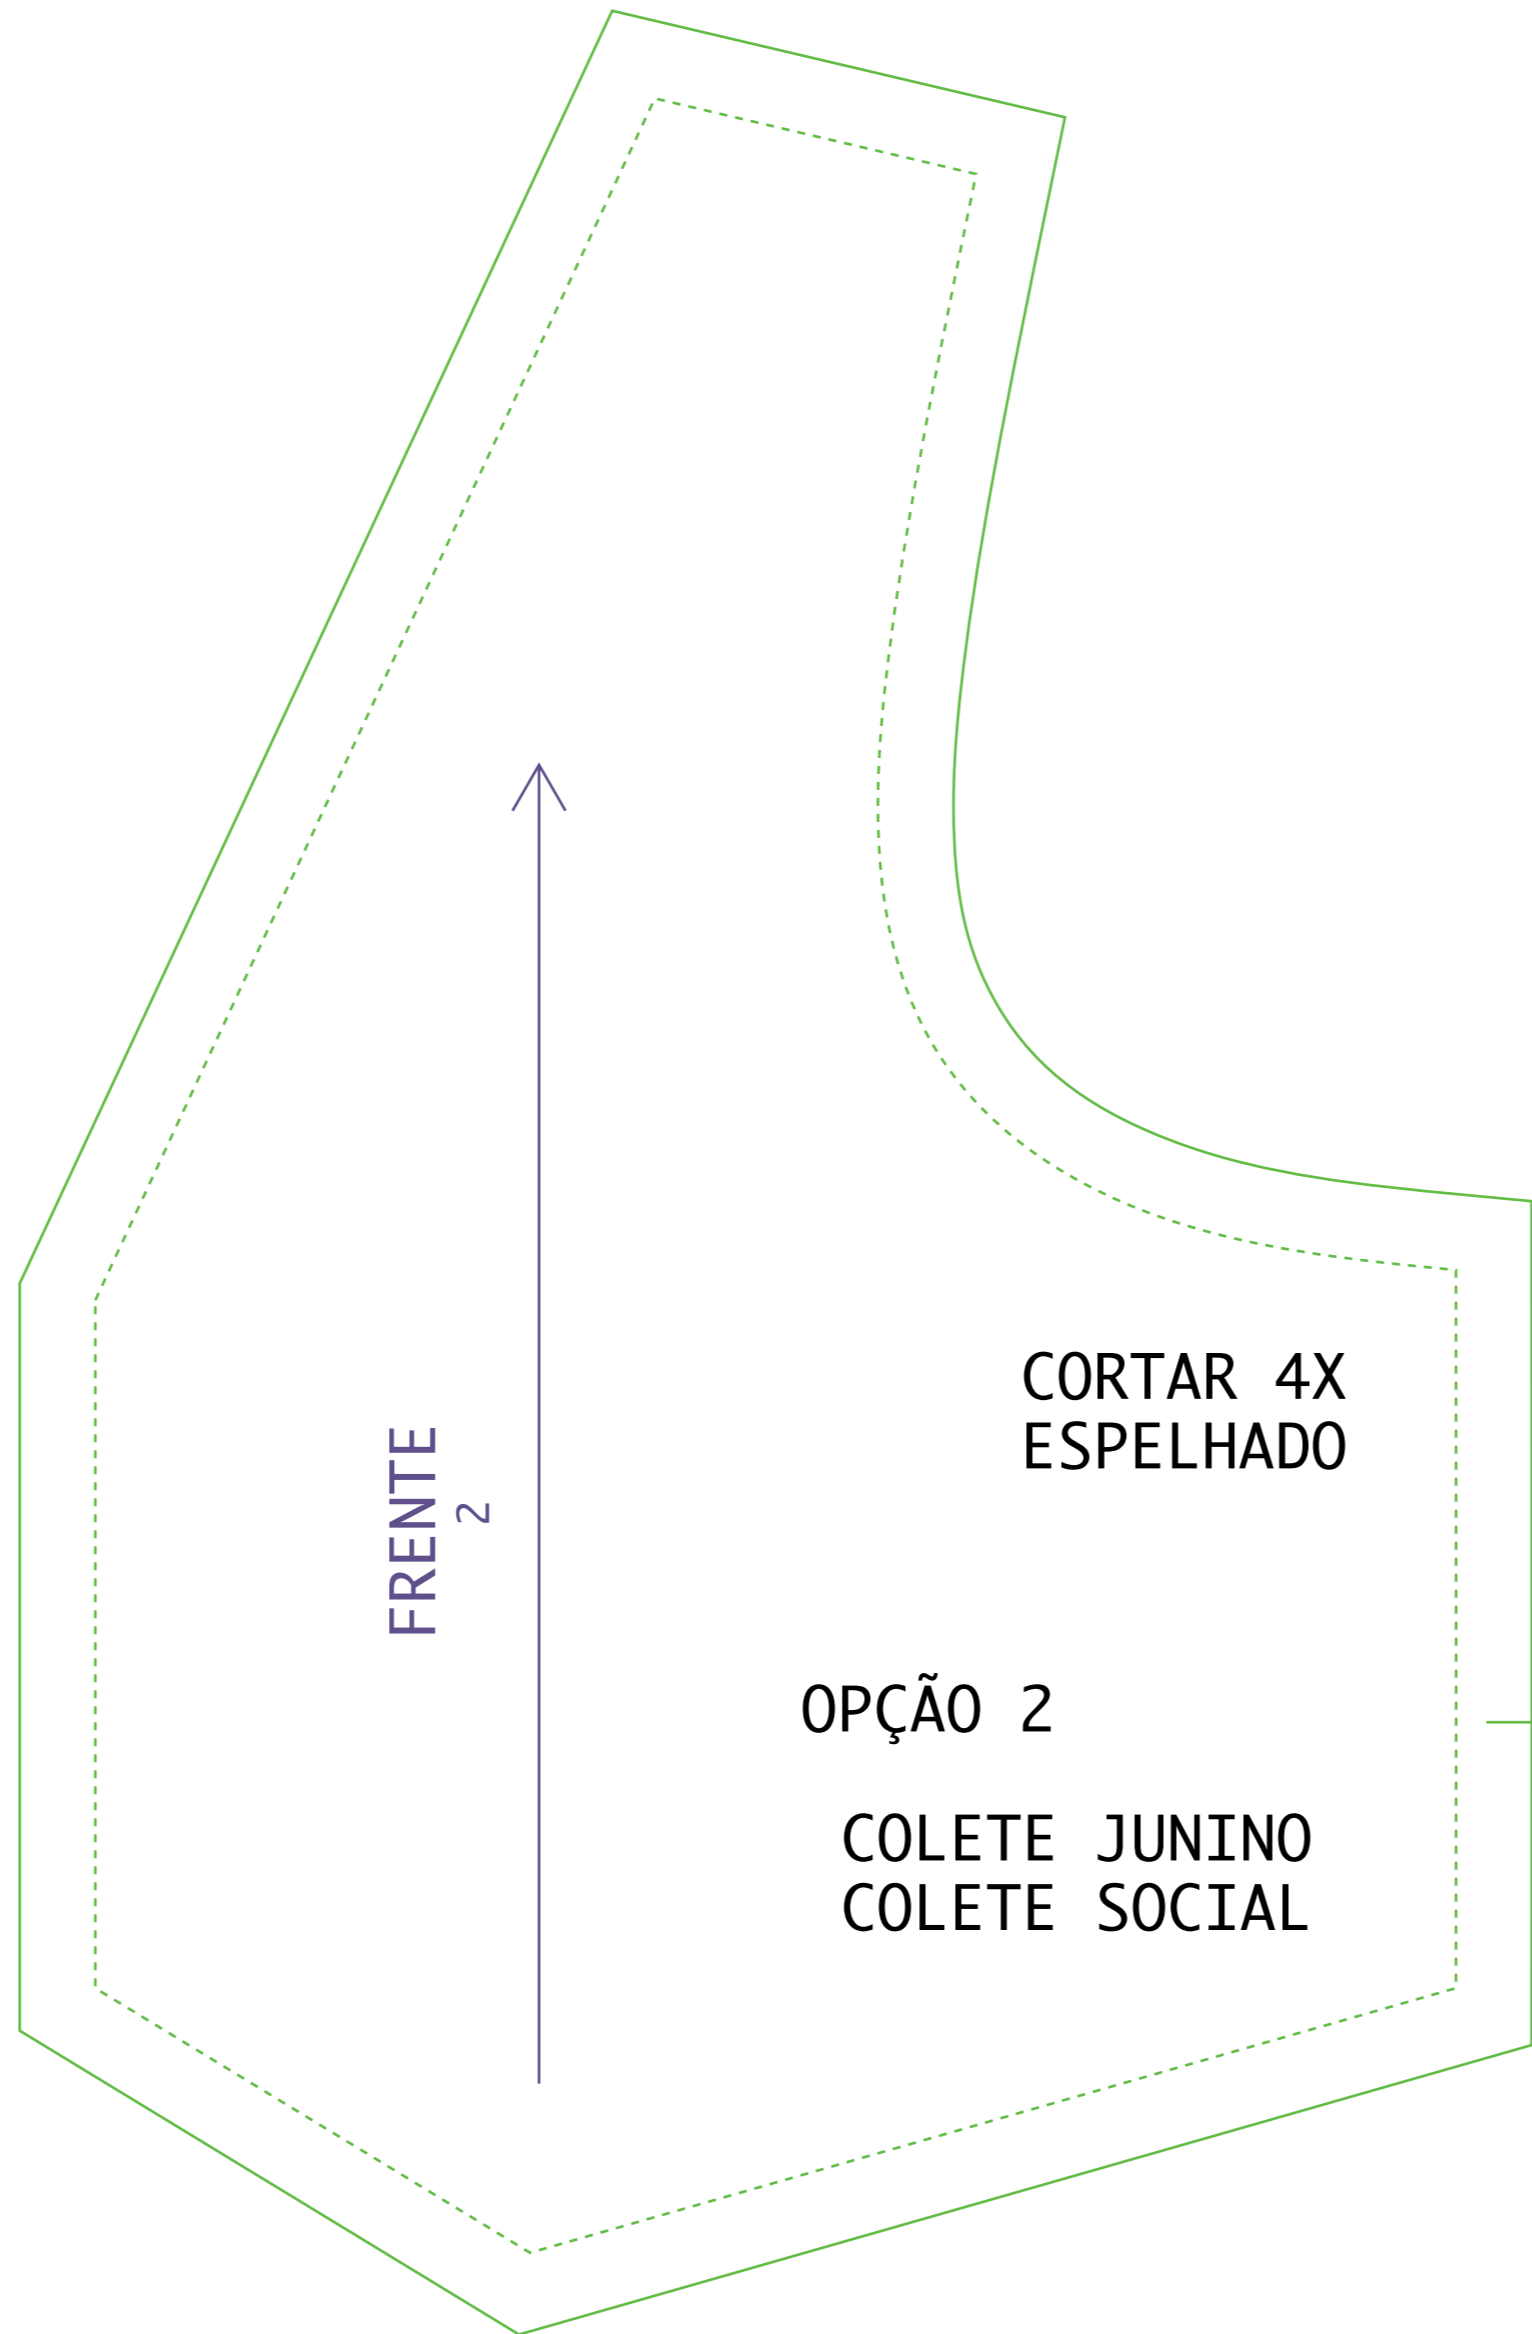 CORTAR 4X
ESPELHADO
FRENTE
2
OPÇÃO 2
COLETE JUNINO
COLETE SOCIAL